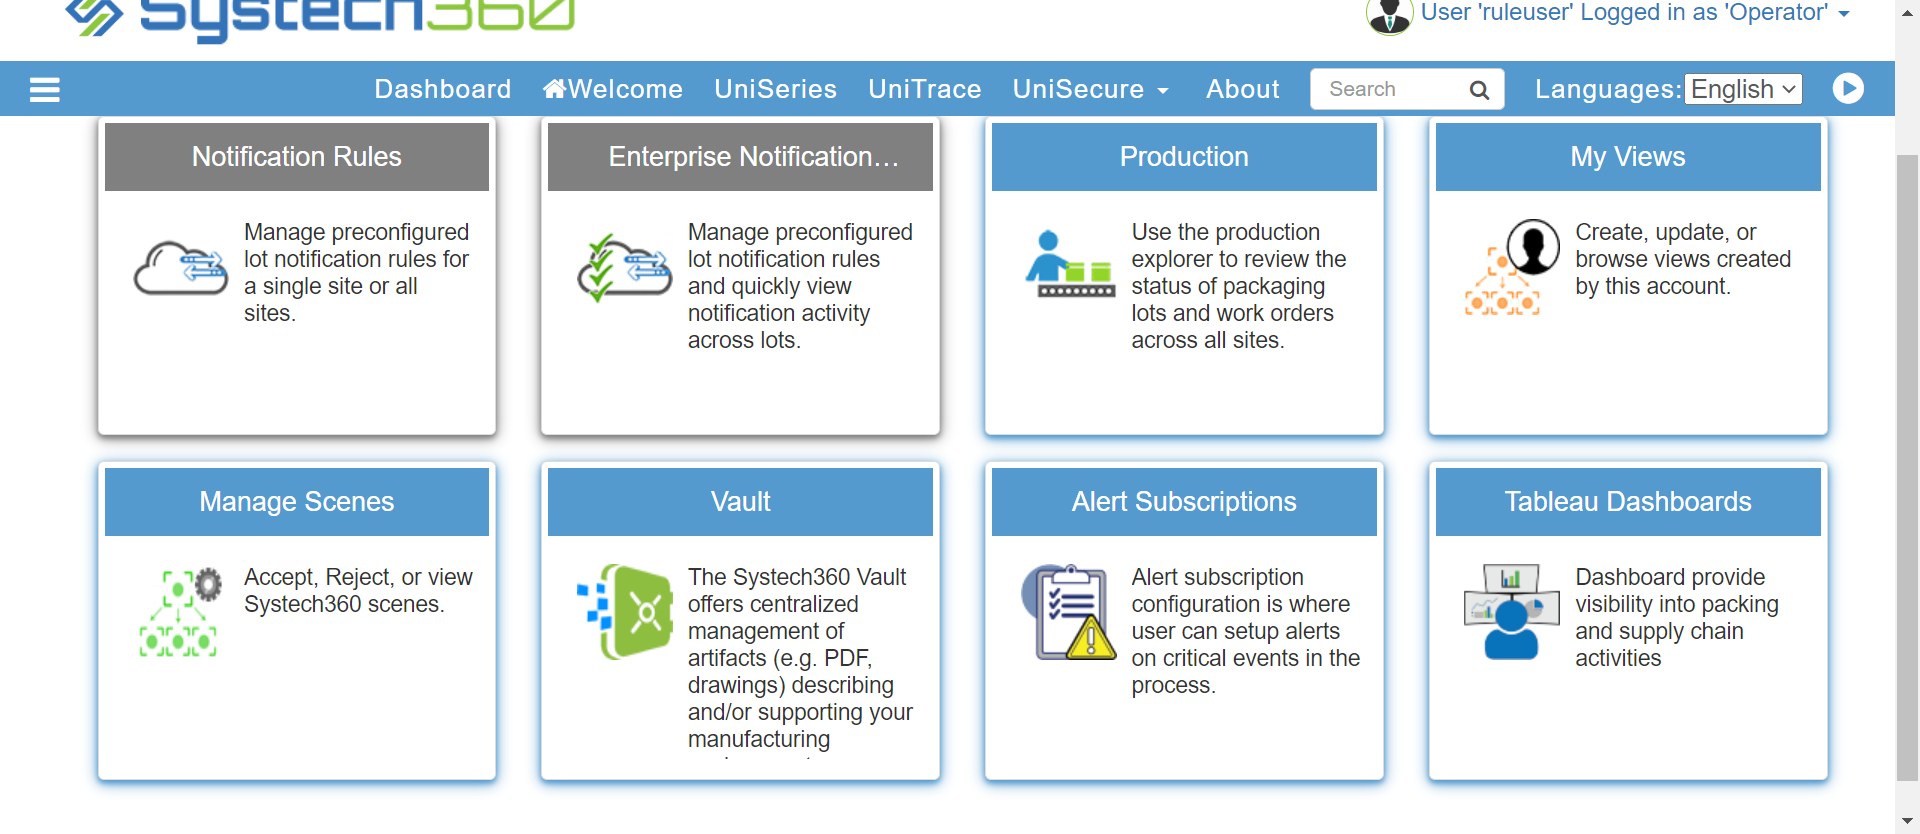 Systech360
User 'ruleuser' Logged in as 'Operator'
Dashboard Welcome UniSeries UniTrace UniSecure About Search Languages: English
Notification Rules
Manage preconfigured
lot notification rules for
a single site or all
sites.
Enterprise Notification…
Manage preconfigured
lot notification rules
and quickly view
notification activity
across lots.
Production
Use the production
explorer to review the
status of packaging
lots and work orders
across all sites.
My Views
Create, update, or
browse views created
by this account.
Manage Scenes
Accept, Reject, or view
Systech360 scenes.
Vault
The Systech360 Vault
offers centralized
management of
artifacts (e.g. PDF,
drawings) describing
and/or supporting your
manufacturing
Alert Subscriptions
Alert subscription
configuration is where
user can setup alerts
on critical events in the
process.
Tableau Dashboards
Dashboard provide
visibility into packing
and supply chain
activities